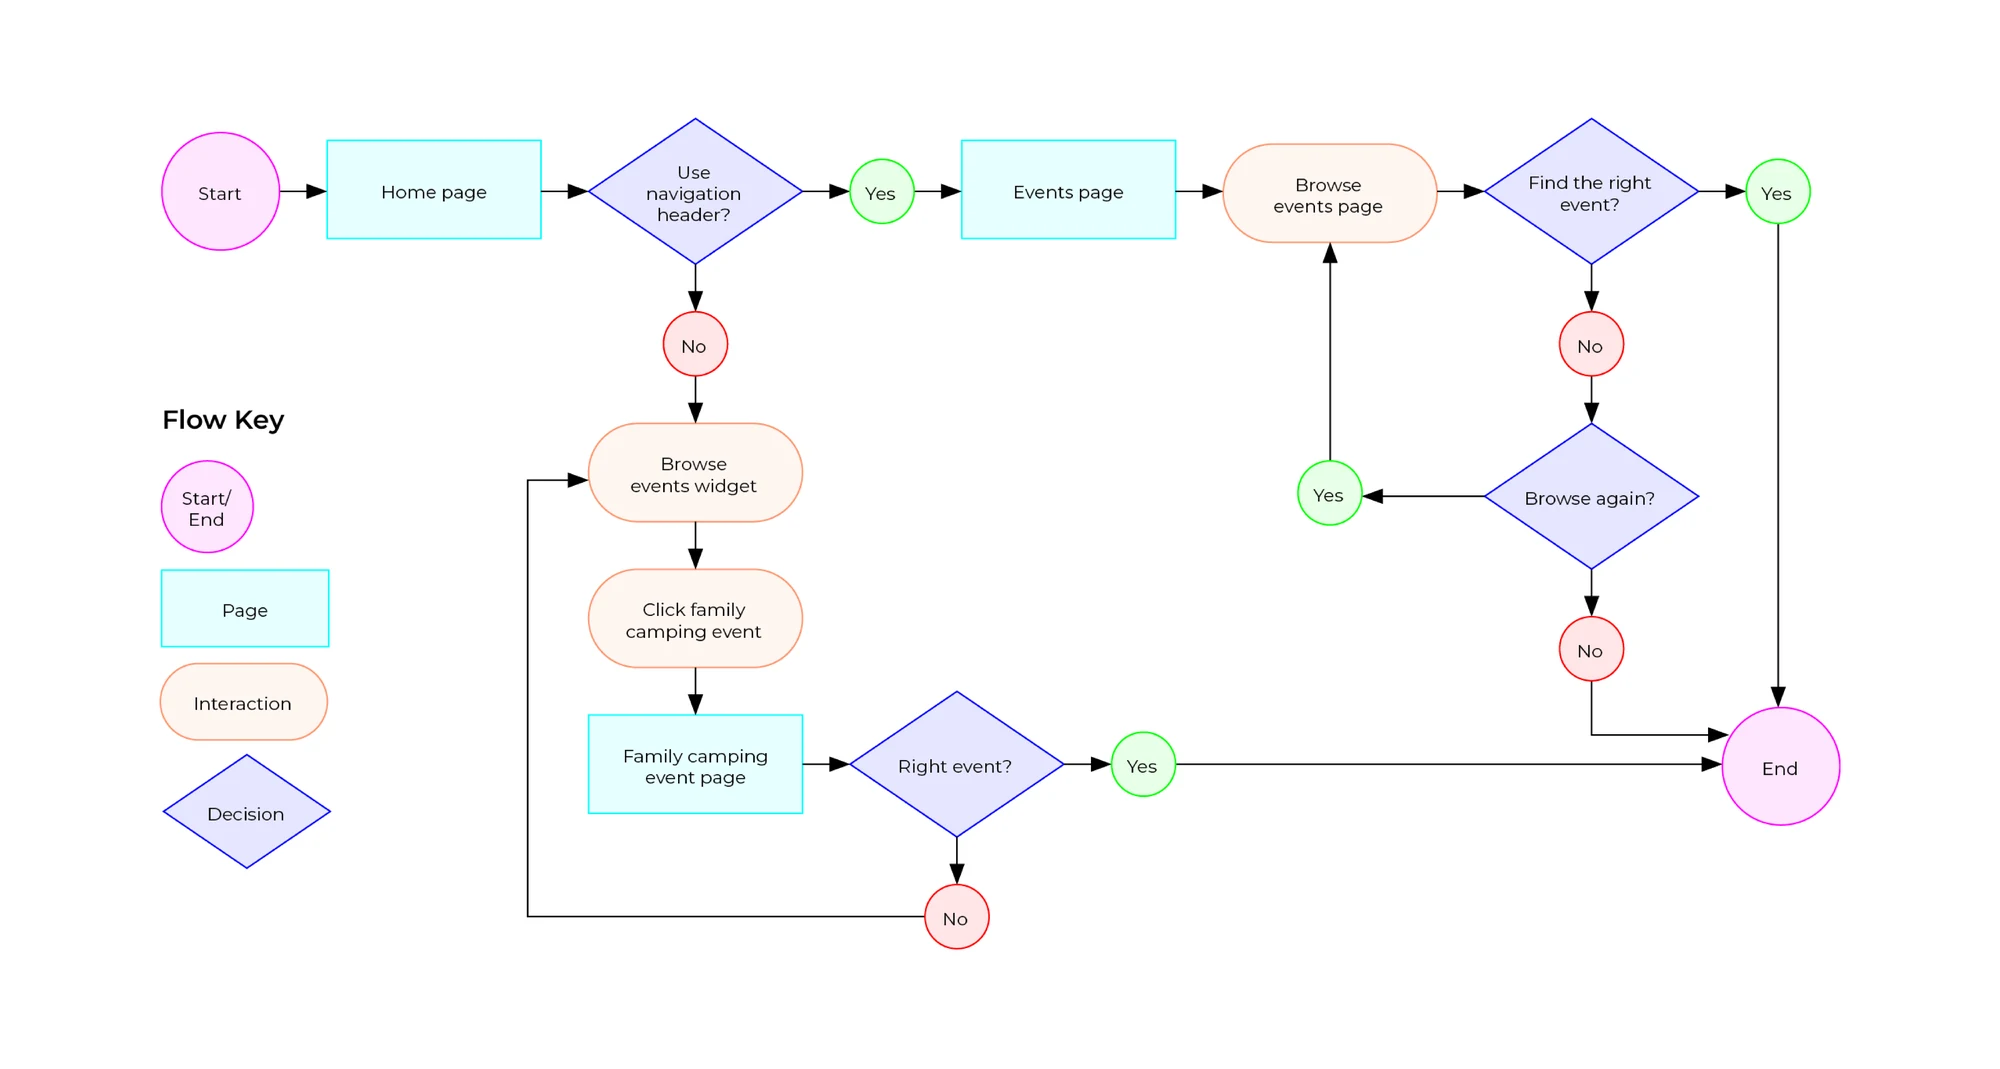 Start
Home page
Use
navigation
header?
Yes
Events page
Browse
events page
Find the right
event?
Yes
No
No
Flow Key
Browse
events widget
Yes
Browse again?
Start/
End
Page
Click family
camping event
No
Interaction
Family camping
event page
Right event?
Yes
End
Decision
No